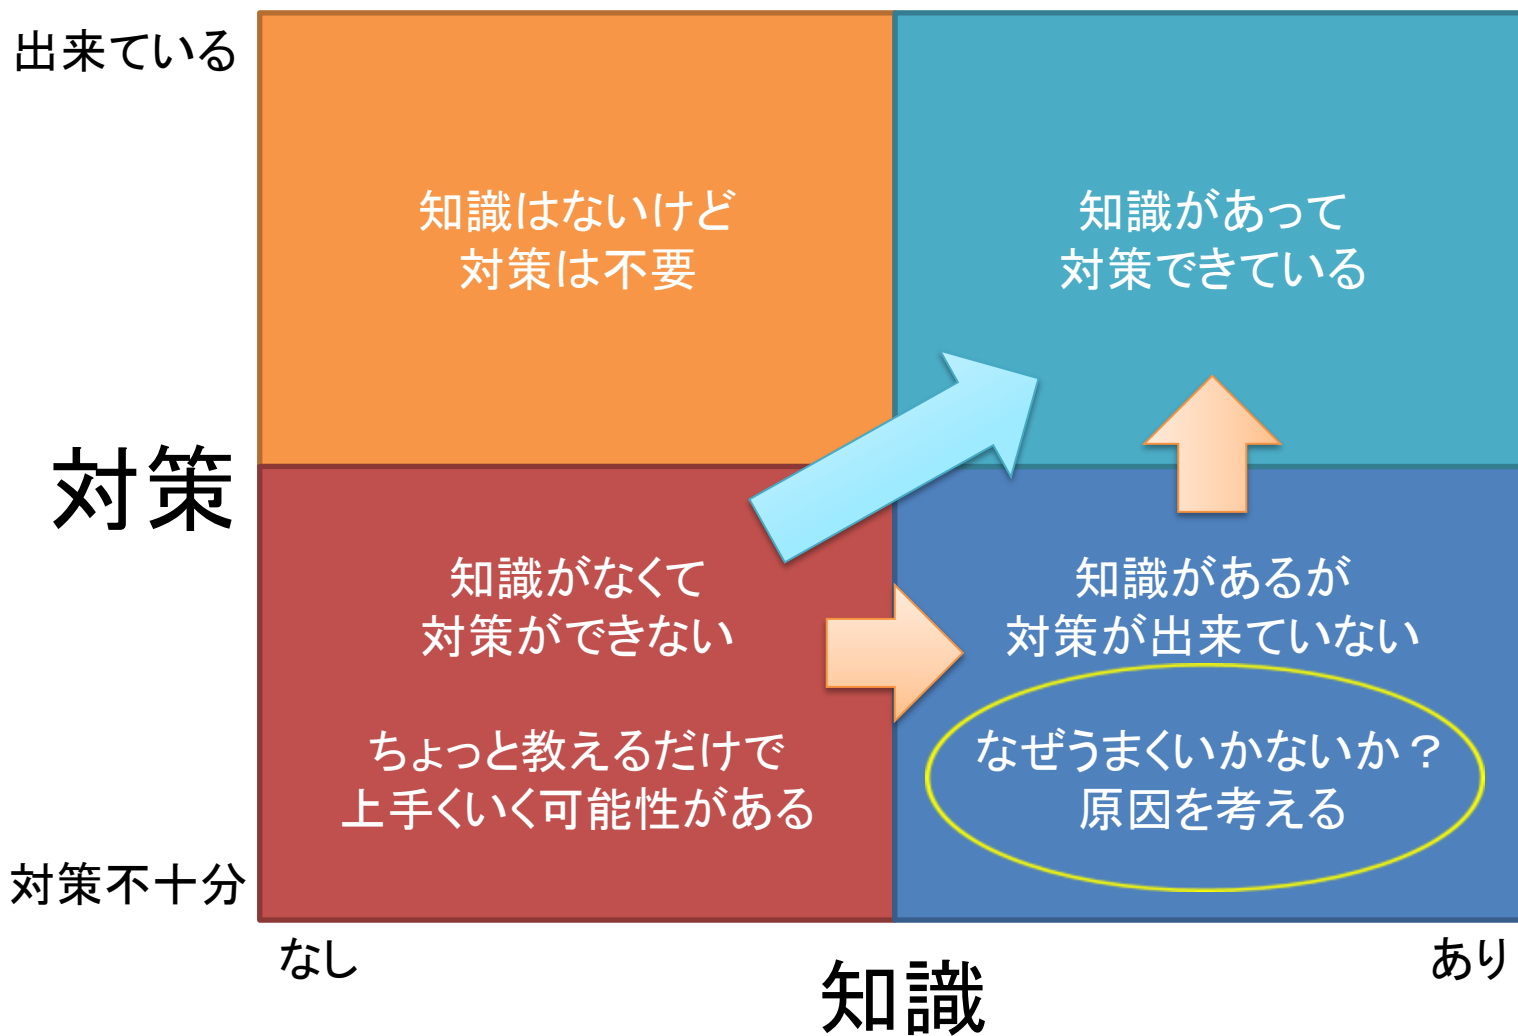 出来ている
知識はないけど
対策は不要
知識があって
対策できている
対策
知識がなくて
対策ができない
ちょっと教えるだけで
上手くいく可能性がある
知識があるが
対策が出来ていない
なぜうまくいかないか？
原因を考える
対策不十分
なし
知識
あり